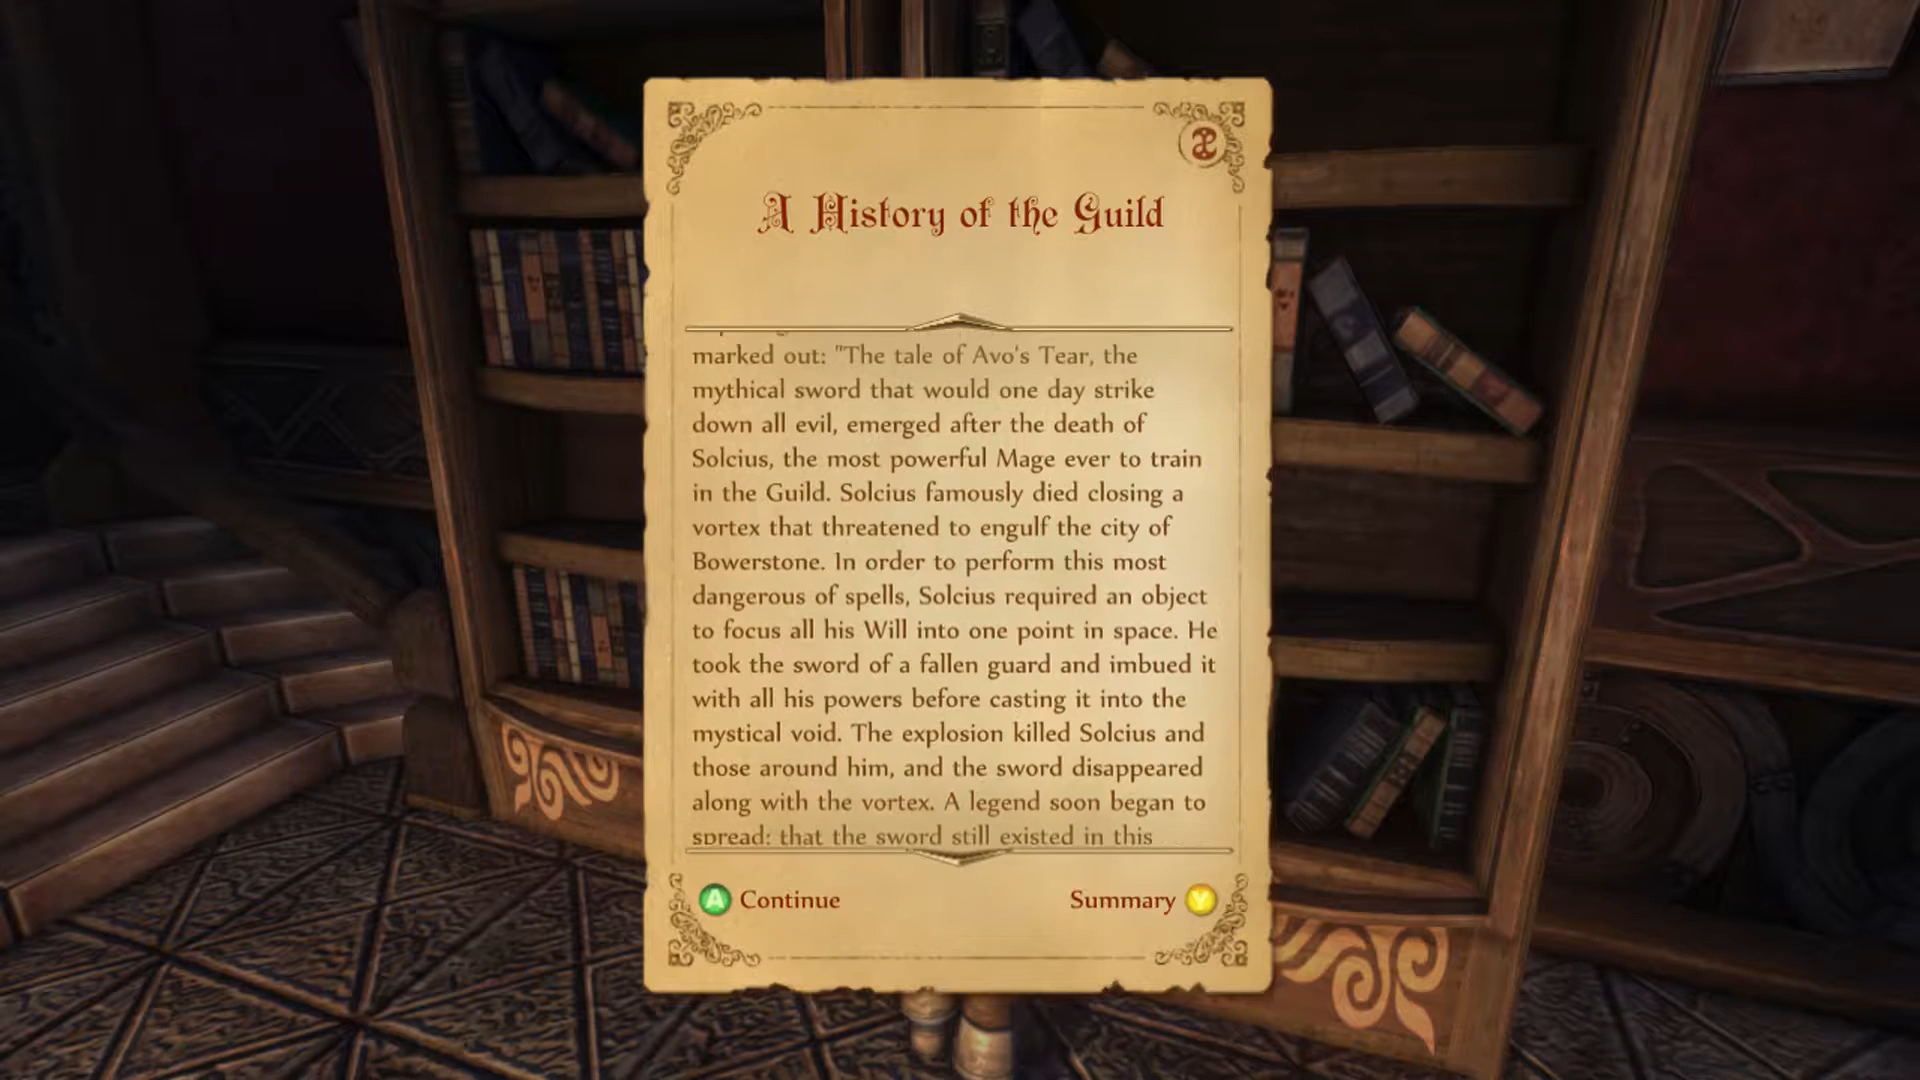 A History of the Guild
marked out: "The tale of Avo's Tear, the
mythical sword that would one day strike
down all evil, emerged after the death of
Solcius, the most powerful Mage ever to train
in the Guild. Solcius famously died closing a
vortex that threatened to engulf the city of
Bowerstone. In order to perform this most
dangerous of spells, Solcius required an object
to focus all his Will into one point in space. He
took the sword of a fallen guard and imbued it
with all his powers before casting it into the
mystical void. The explosion killed Solcius and
those around him, and the sword disappeared
along with the vortex. A legend soon began to
spread: that the sword still existed in this
A Continue
Summary Y